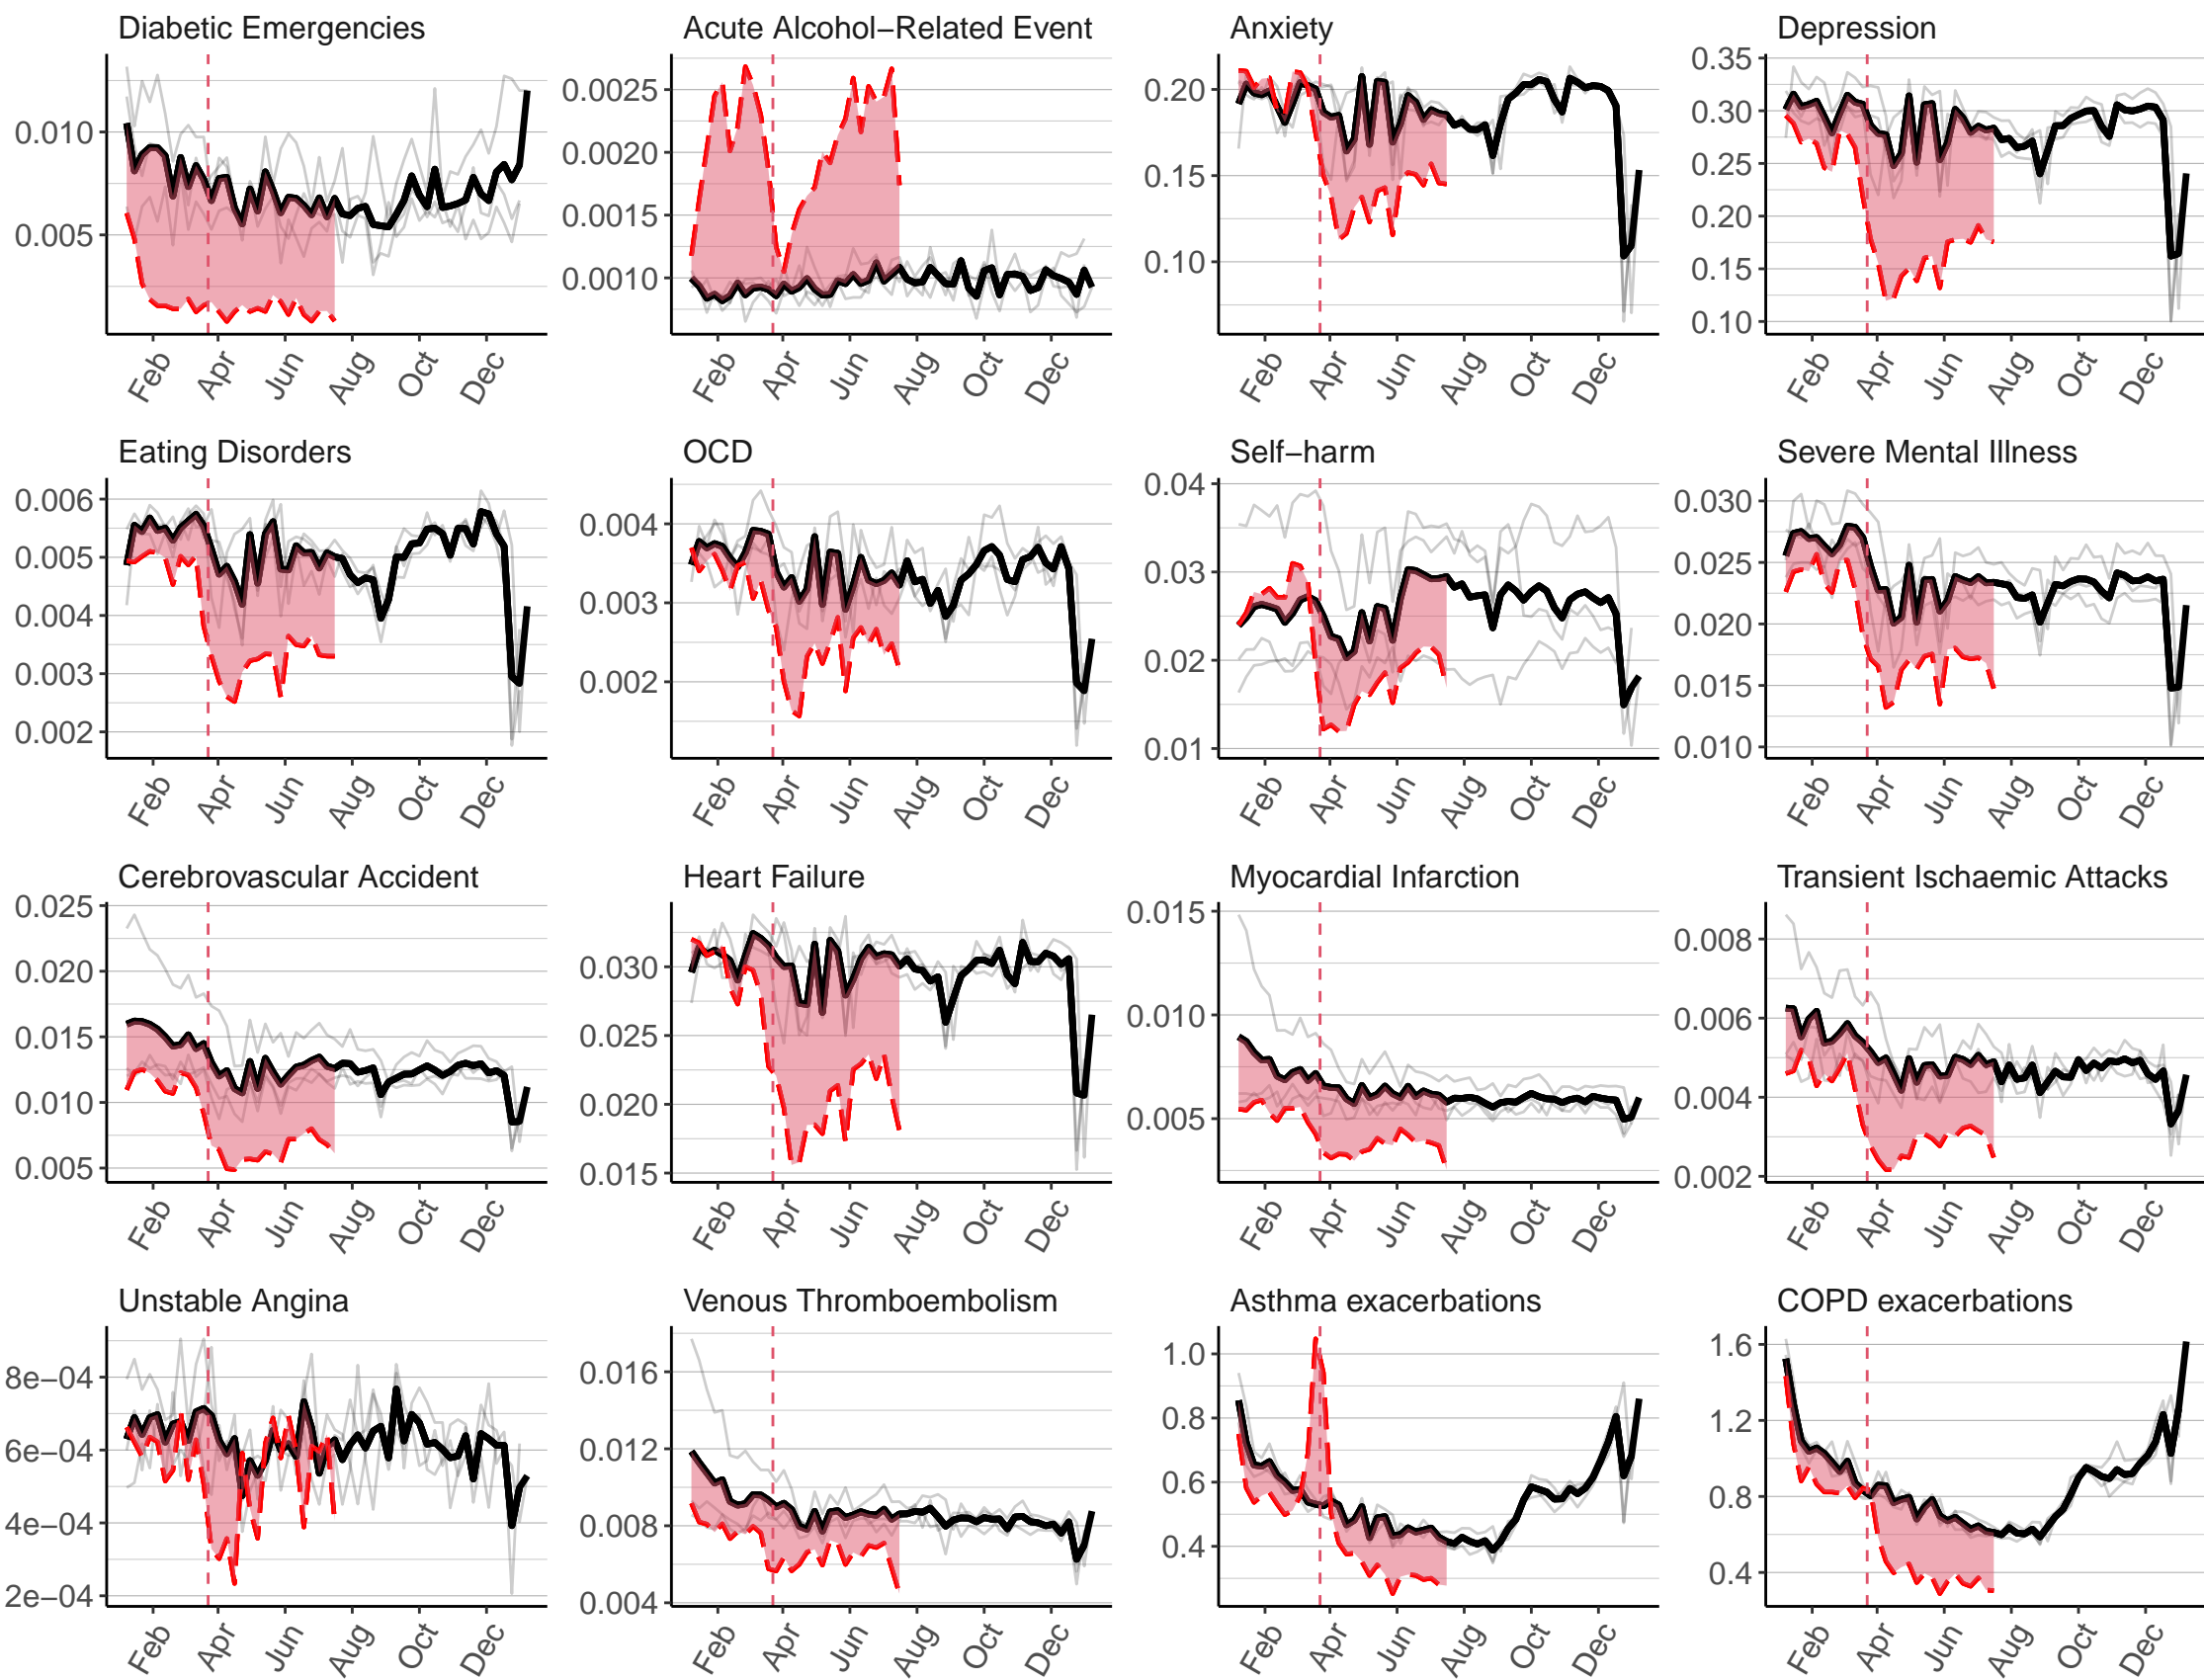 Diabetic Emergencies
0.010
0.005
Feb Apr Jun Aug Oct Dec
Acute Alcohol−Related Event
0.0025
0.0020
0.0015
0.0010
Feb Apr Jun Aug Oct Dec
Anxiety
0.20
0.15
0.10
Feb Apr Jun Aug Oct Dec
Depression
0.35
0.30
0.25
0.20
0.15
0.10
Feb Apr Jun Aug Oct Dec
Eating Disorders
0.006
0.005
0.004
0.003
0.002
Feb Apr Jun Aug Oct Dec
OCD
0.004
0.003
0.002
Feb Apr Jun Aug Oct Dec
Self−harm
0.04
0.03
0.02
0.01
Feb Apr Jun Aug Oct Dec
Severe Mental Illness
0.030
0.025
0.020
0.015
0.010
Feb Apr Jun Aug Oct Dec
Cerebrovascular Accident
0.025
0.020
0.015
0.010
0.005
Feb Apr Jun Aug Oct Dec
Heart Failure
0.030
0.025
0.020
0.015
Feb Apr Jun Aug Oct Dec
Myocardial Infarction
0.015
0.010
0.005
Feb Apr Jun Aug Oct Dec
Transient Ischaemic Attacks
0.008
0.006
0.004
0.002
Feb Apr Jun Aug Oct Dec
Unstable Angina
8e−04
6e−04
4e−04
2e−04
Feb Apr Jun Aug Oct Dec
Venous Thromboembolism
0.016
0.012
0.008
0.004
Feb Apr Jun Aug Oct Dec
Asthma exacerbations
1.0
0.8
0.6
0.4
Feb Apr Jun Aug Oct Dec
COPD exacerbations
1.6
1.2
0.8
0.4
Feb Apr Jun Aug Oct Dec